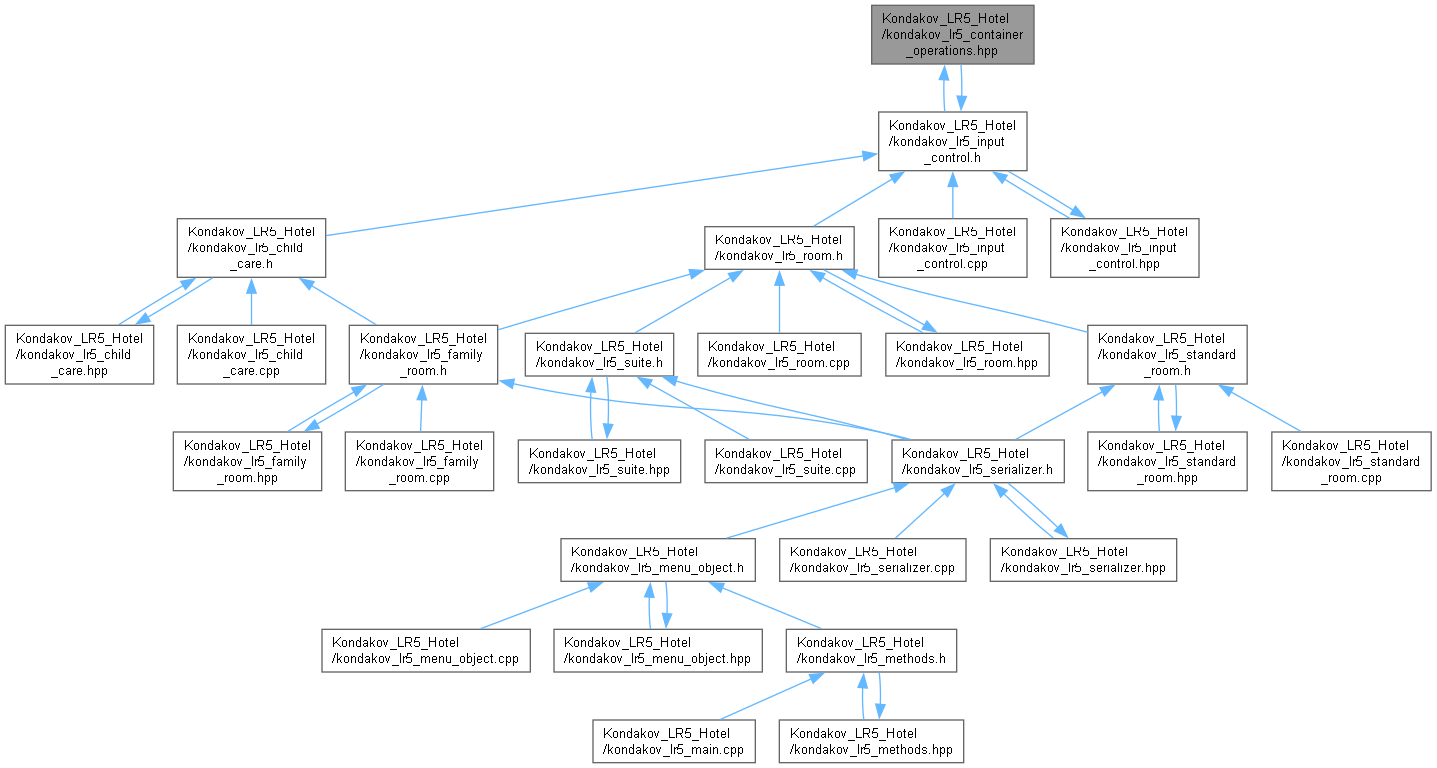 Kondakov_LR5_Hotel
/kondakov_lr5_container
_operations.hpp
Kondakov_LR5_Hotel
/kondakov_lr5_input
_control.h
Kondakov_LR5_Hotel
/kondakov_lr5_child
_care.h
Kondakov_LR5_Hotel
/kondakov_lr5_room.h
Kondakov_LR5_Hotel
/kondakov_lr5_input
_control.cpp
Kondakov_LR5_Hotel
/kondakov_lr5_input
_control.hpp
Kondakov_LR5_Hotel
/kondakov_lr5_child
_care.hpp
Kondakov_LR5_Hotel
/kondakov_lr5_child
_care.cpp
Kondakov_LR5_Hotel
/kondakov_lr5_family
_room.h
Kondakov_LR5_Hotel
/kondakov_lr5_suite.h
Kondakov_LR5_Hotel
/kondakov_lr5_room.cpp
Kondakov_LR5_Hotel
/kondakov_lr5_room.hpp
Kondakov_LR5_Hotel
/kondakov_lr5_standard
_room.h
Kondakov_LR5_Hotel
/kondakov_lr5_family
_room.hpp
Kondakov_LR5_Hotel
/kondakov_lr5_family
_room.cpp
Kondakov_LR5_Hotel
/kondakov_lr5_suite.hpp
Kondakov_LR5_Hotel
/kondakov_lr5_suite.cpp
Kondakov_LR5_Hotel
/kondakov_lr5_serializer.h
Kondakov_LR5_Hotel
/kondakov_lr5_standard
_room.hpp
Kondakov_LR5_Hotel
/kondakov_lr5_standard
_room.cpp
Kondakov_LR5_Hotel
/kondakov_lr5_menu_object.h
Kondakov_LR5_Hotel
/kondakov_lr5_serializer.cpp
Kondakov_LR5_Hotel
/kondakov_lr5_serializer.hpp
Kondakov_LR5_Hotel
/kondakov_lr5_menu_object.cpp
Kondakov_LR5_Hotel
/kondakov_lr5_menu_object.hpp
Kondakov_LR5_Hotel
/kondakov_lr5_methods.h
Kondakov_LR5_Hotel
/kondakov_lr5_main.cpp
Kondakov_LR5_Hotel
/kondakov_lr5_methods.hpp